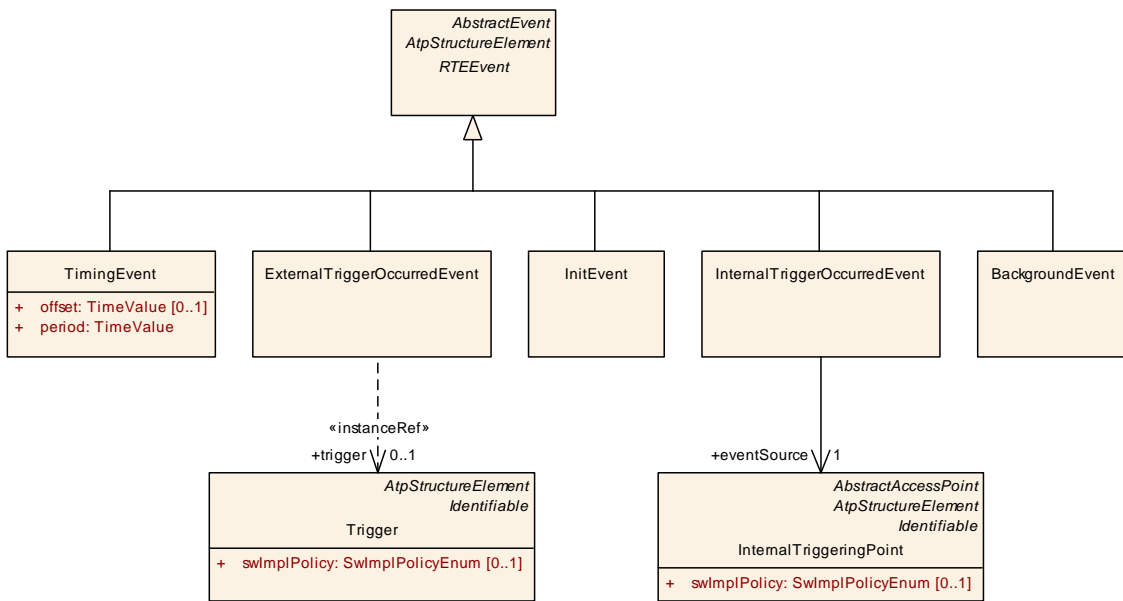 AbstractEvent
AtpStructureElement
RTEEvent
TimingEvent
+ offset: TimeValue [0..1]
+ period: TimeValue
ExternalTriggerOccurredEvent
InitEvent
InternalTriggerOccurredEvent
BackgroundEvent
«instanceRef»
+trigger 0..1
+eventSource 1
AtpStructureElement
Identifiable
Trigger
+ swImplPolicy: SwImplPolicyEnum [0..1]
AbstractAccessPoint
AtpStructureElement
Identifiable
InternalTriggeringPoint
+ swImplPolicy: SwImplPolicyEnum [0..1]